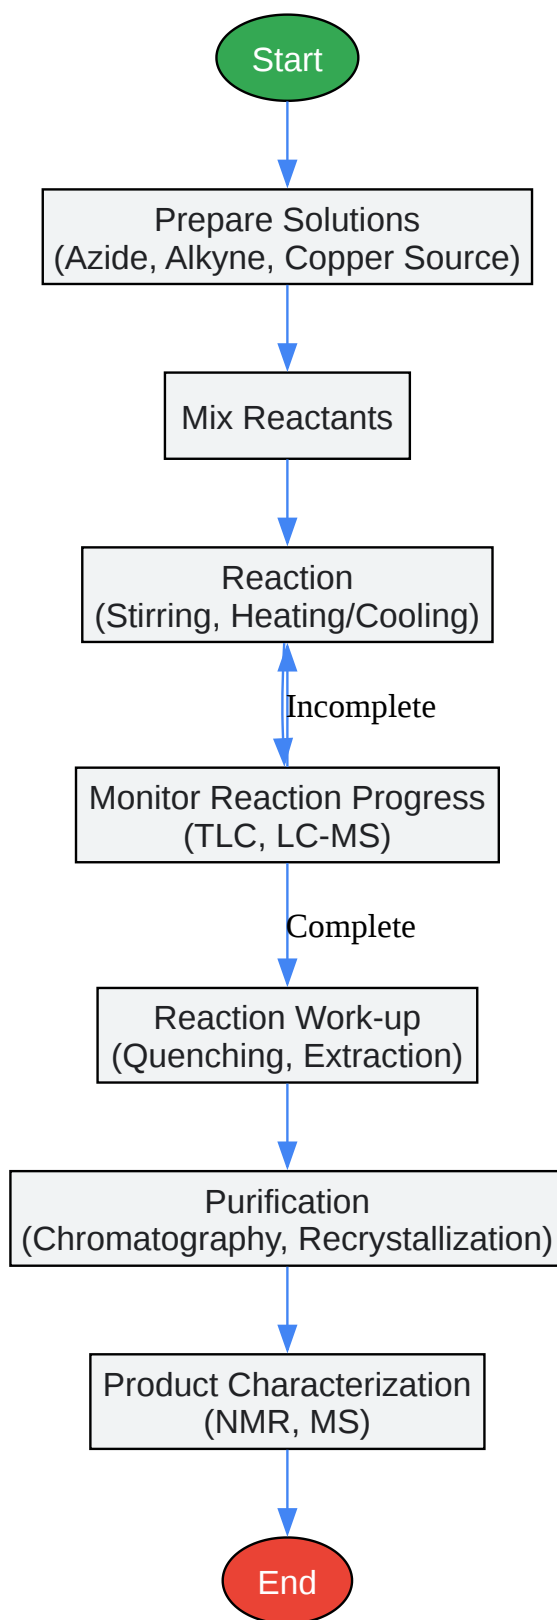 Start
Prepare Solutions
(Azide, Alkyne, Copper Source)
Mix Reactants
Reaction
(Stirring, Heating/Cooling)
Incomplete
Monitor Reaction Progress
(TLC, LC-MS)
Complete
Reaction Work-up
(Quenching, Extraction)
Purification
(Chromatography, Recrystallization)
Product Characterization
(NMR, MS)
End